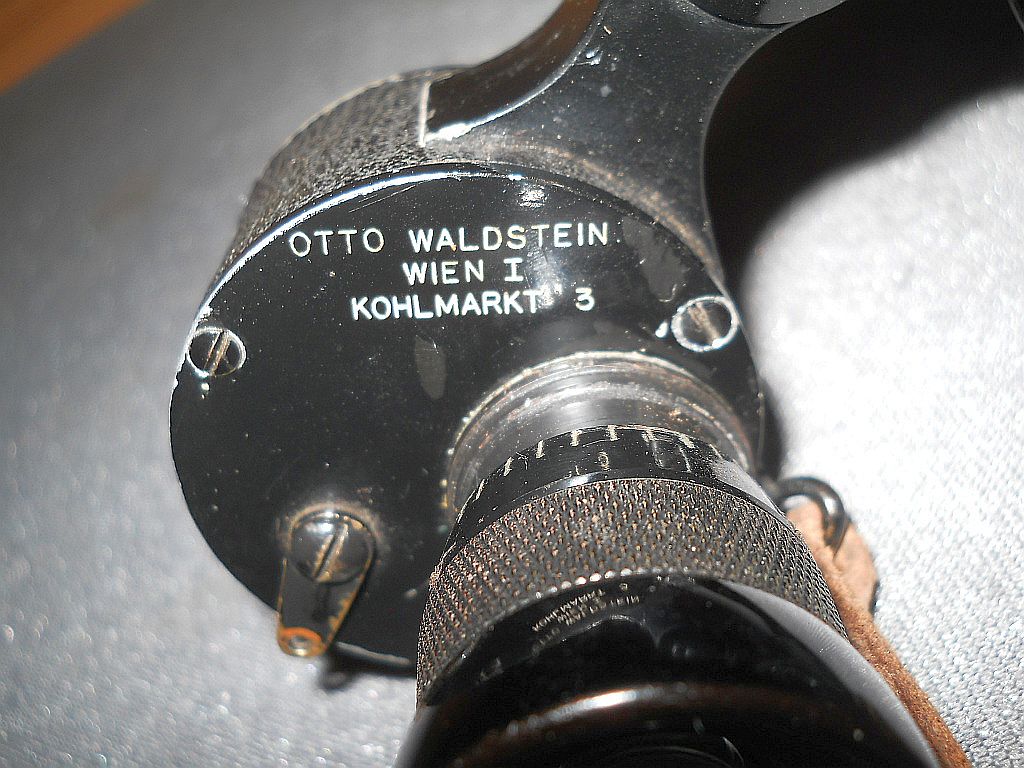 OTTO WALDSTEIN
WIEN I
KOHLMARKT 3